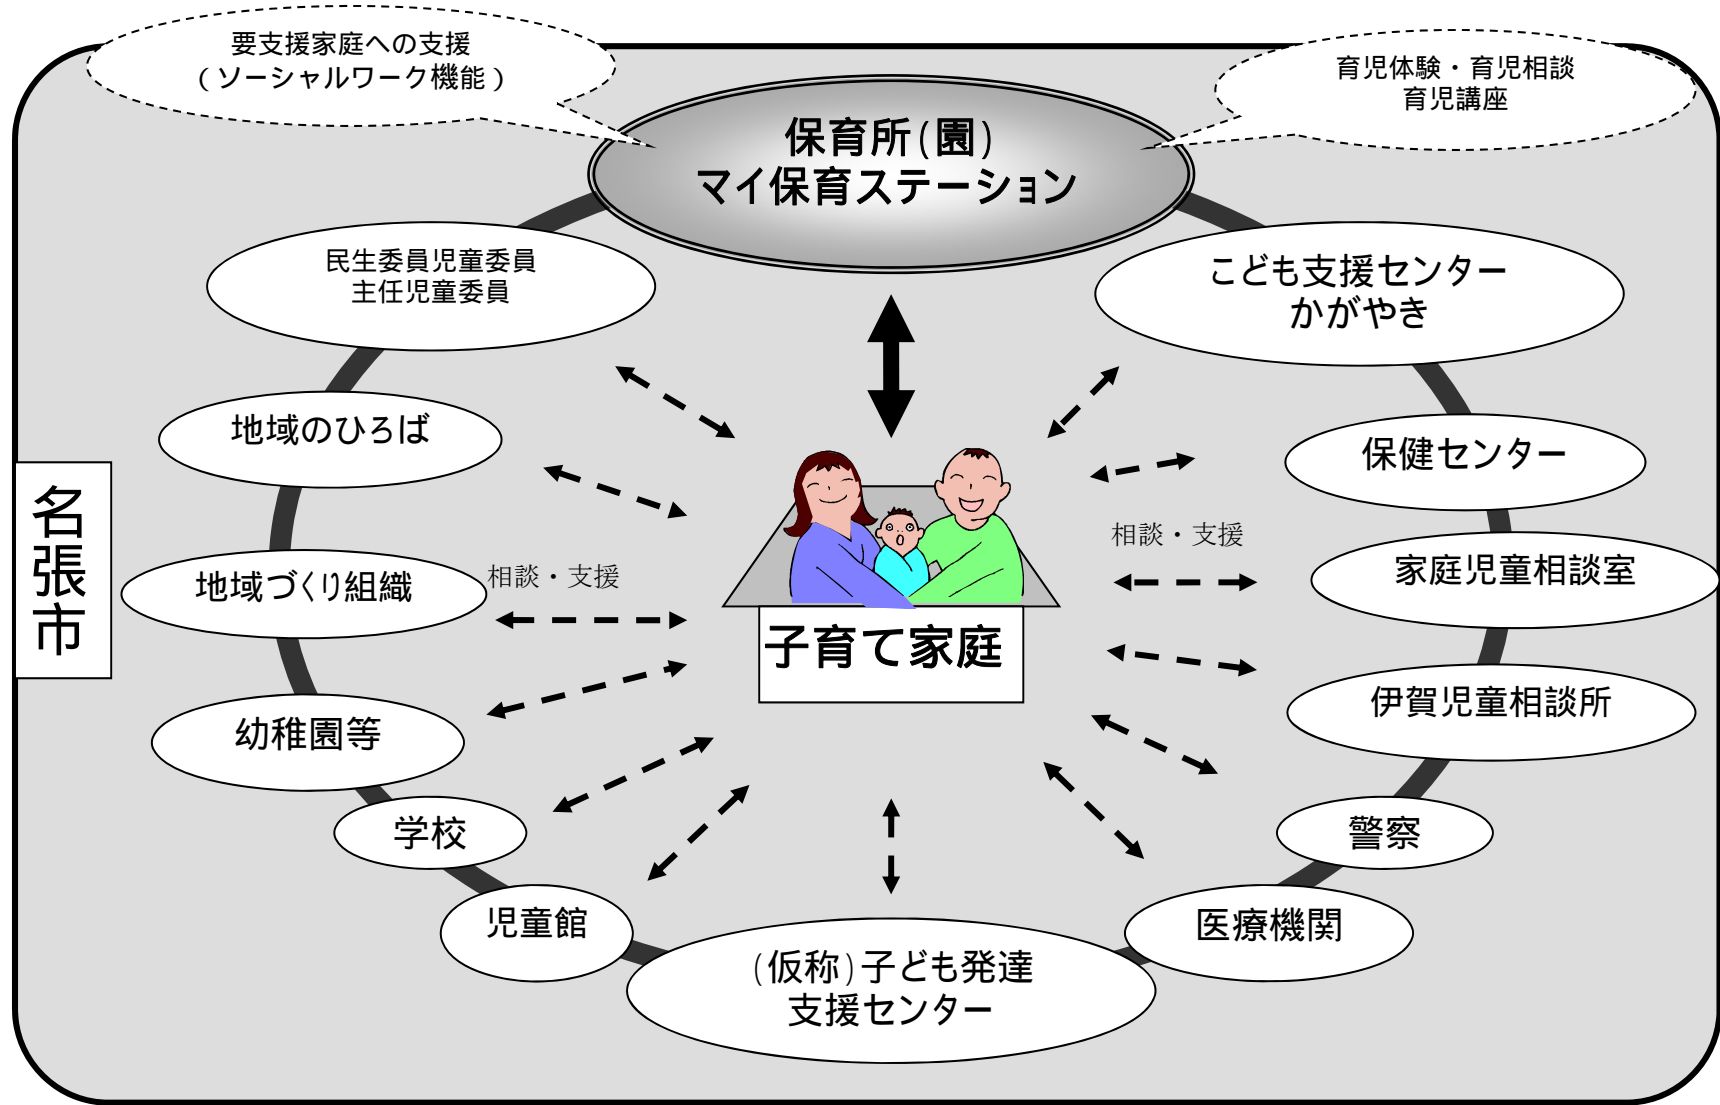 要支援家庭への支援
(ソーシャルワーク機能)
育児体験・育児相談
育児講座
保育所(園)
マイ保育ステーション
民生委員児童委員
主任児童委員
こども支援センター
かがやき
地域のひろば
保健センター
名張市
相談・支援
家庭児童相談室
地域づくり組織
相談・支援
子育て家庭
伊賀児童相談所
幼稚園等
学校
警察
児童館
医療機関
(仮称)子ども発達
支援センター